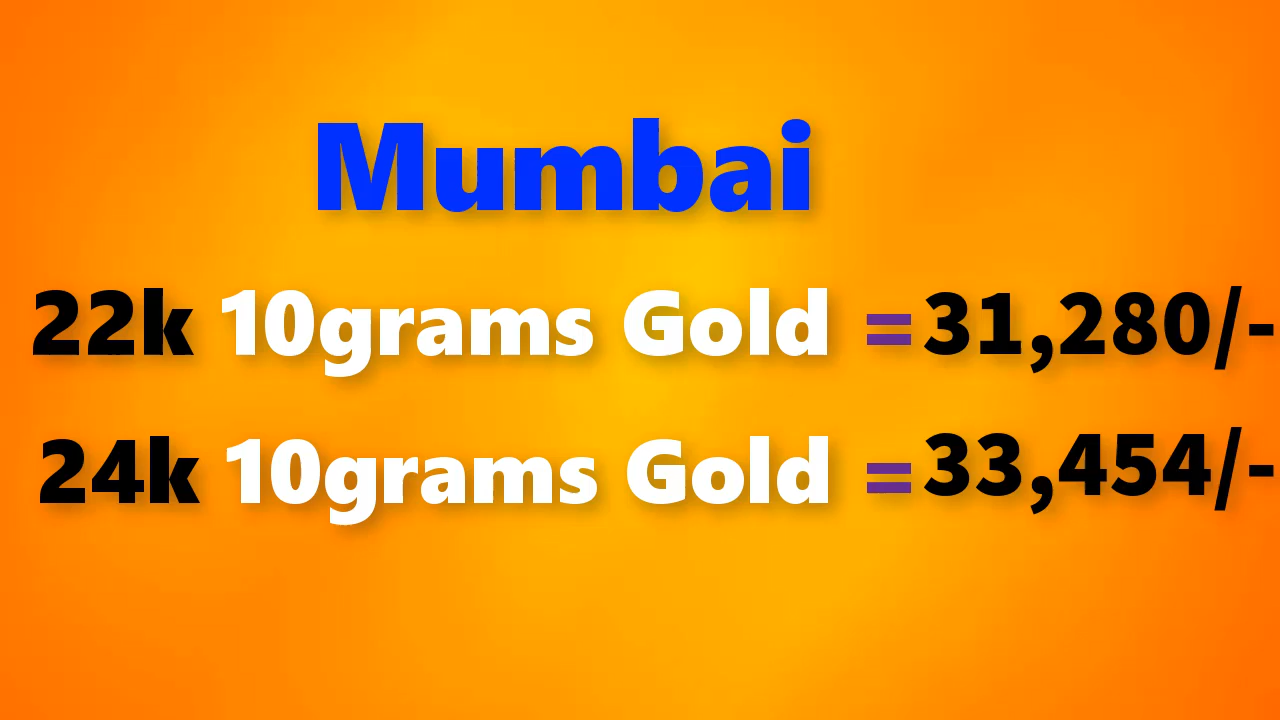 Mumbai
22k 10grams Gold =31,280/-
24k 10grams Gold =33,454/-